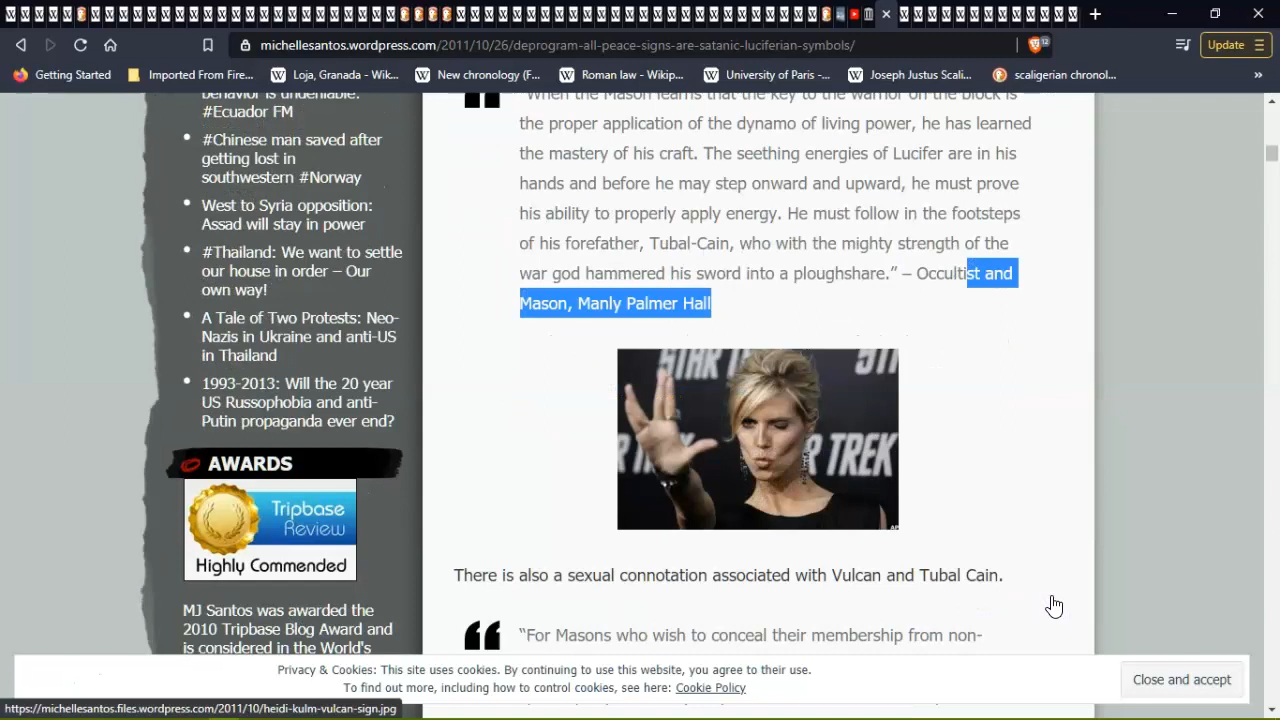 Update
michellesantos.wordpress.com/2011/10/26/deprogram-all-peace-signs-are-satanic-luciferian-symbols/
12
Getting Started
Imported From Fire...
Loja, Granada - Wik...
New chronology (F...
Roman law - Wikip...
University of Paris -...
Joseph Justus Scali...
scaligerian chronol...
»
behavior is undeniable.
#Ecuador FM
#Chinese man saved after
getting lost in
southwestern #Norway
West to Syria opposition:
Assad will stay in power
#Thailand: We want to settle
our house in order – Our
own way!
A Tale of Two Protests: Neo-
Nazis in Ukraine and anti-US
in Thailand
1993-2013: Will the 20 year
US Russophobia and anti-
Putin propaganda ever end?
AWARDS
Tripbase
Review
Highly Commended
MJ Santos was awarded the
2010 Tripbase Blog Award and
is considered in the World's
"When the Mason learns that the key to the warrior on the block is
the proper application of the dynamo of living power, he has learned
the mastery of his craft. The seething energies of Lucifer are in his
hands and before he may step onward and upward, he must prove
his ability to properly apply energy. He must follow in the footsteps
of his forefather, Tubal-Cain, who with the mighty strength of the
war god hammered his sword into a ploughshare.” – Occultist and
Mason, Manly Palmer Hall
STAR TREK
ST
R TREK
There is also a sexual connotation associated with Vulcan and Tubal Cain.
“For Masons who wish to conceal their membership from non-
Privacy & Cookies: This site uses cookies. By continuing to use this website, you agree to their use.
To find out more, including how to control cookies, see here: Cookie Policy
Close and accept
https://michellesantos.files.wordpress.com/2011/10/heidi-kulm-vulcan-sign.jpg